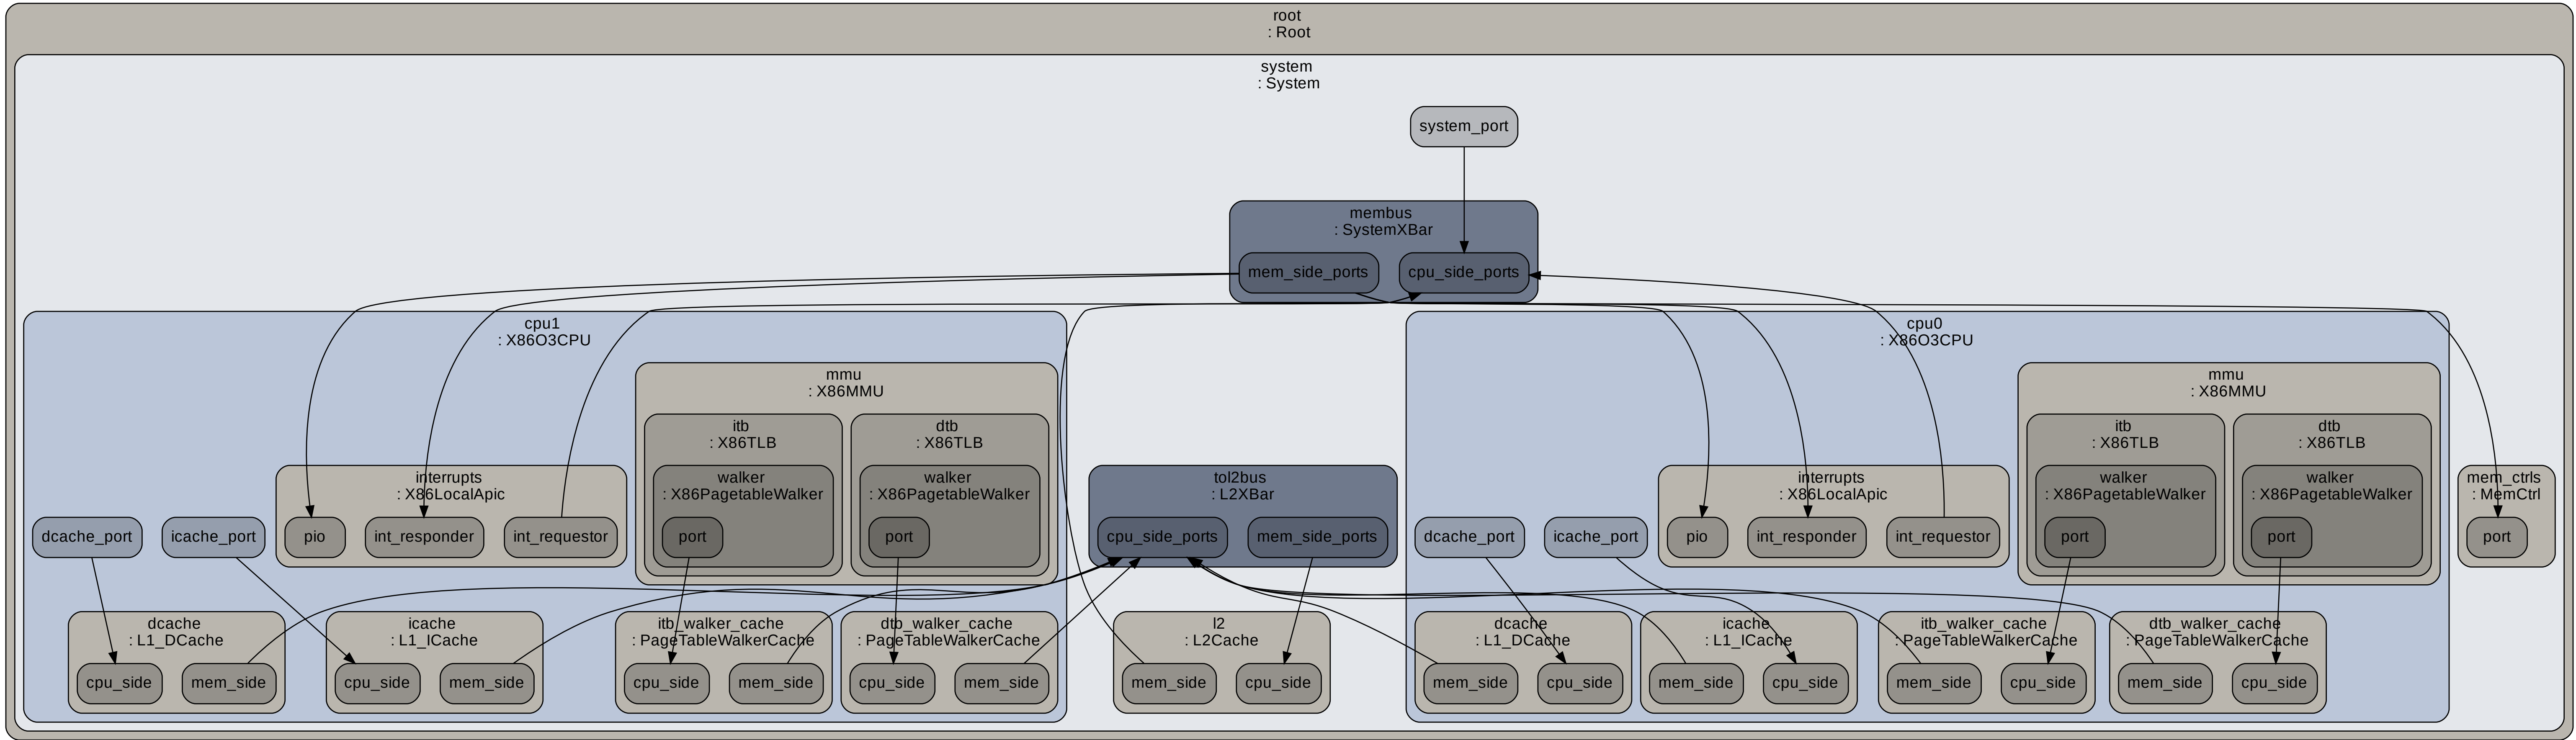 root
: Root
system
: System
system_port
membus
: SystemXBar
mem_side_ports
cpu_side_ports
cpu1
: X86O3CPU
mmu
: X86MMU
itb
: X86TLB
walker
: X86PagetableWalker
port
dtb
: X86TLB
walker
: X86PagetableWalker
port
interrupts
: X86LocalApic
pio
int_responder
int_requestor
dcache_port
icache_port
dcache
: L1_DCache
cpu_side
mem_side
icache
: L1_ICache
cpu_side
mem_side
itb_walker_cache
: PageTableWalkerCache
cpu_side
mem_side
dtb_walker_cache
: PageTableWalkerCache
cpu_side
mem_side
tol2bus
: L2XBar
cpu_side_ports
mem_side_ports
l2
: L2Cache
mem_side
cpu_side
cpu0
: X86O3CPU
mmu
: X86MMU
itb
: X86TLB
walker
: X86PagetableWalker
port
dtb
: X86TLB
walker
: X86PagetableWalker
port
interrupts
: X86LocalApic
pio
int_responder
int_requestor
dcache_port
icache_port
dcache
: L1_DCache
mem_side
cpu_side
icache
: L1_ICache
mem_side
cpu_side
itb_walker_cache
: PageTableWalkerCache
mem_side
cpu_side
dtb_walker_cache
: PageTableWalkerCache
mem_side
cpu_side
mem_ctrls
: MemCtrl
port